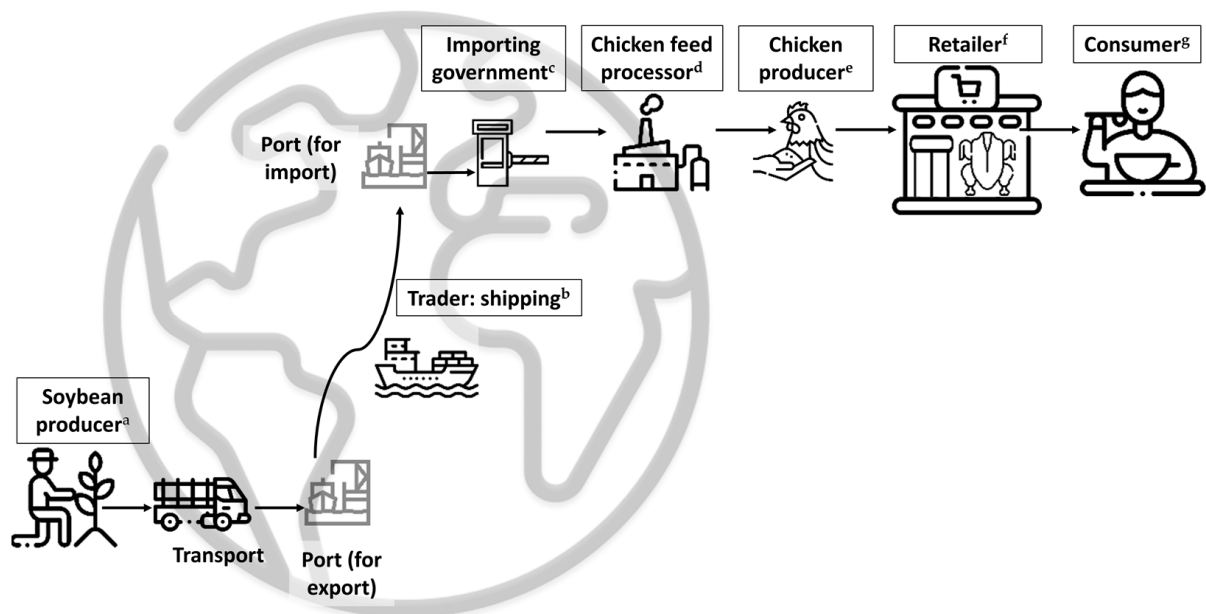 Importing
government^c
Chicken feed
processor^d
Chicken
producer^e
Retailer^f
Consumer^g
Port (for
import)
Trader: shipping^b
Soybean
producer^a
Transport
Port (for
export)